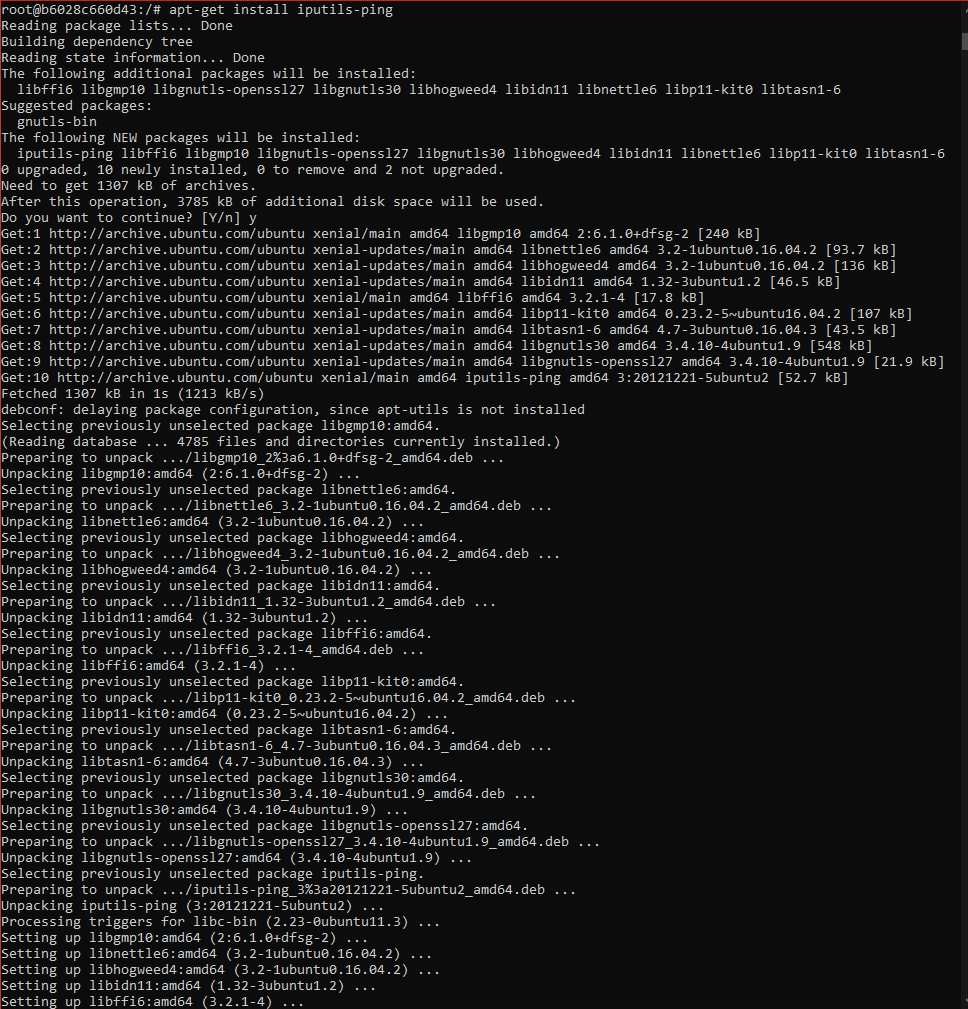 root@b6028c660d43:/# apt-get install iputils-ping
Reading package lists... Done
Building dependency tree
Reading state information... Done
The following additional packages will be installed:
  libffi6 libgmp10 libgnutls-openssl27 libgnutls30 libhogweed4 libidn11 libnettle6 libp11-kit0 libtasn1-6
Suggested packages:
  gnutls-bin
The following NEW packages will be installed:
  iputils-ping libffi6 libgmp10 libgnutls-openssl27 libgnutls30 libhogweed4 libidn11 libnettle6 libp11-kit0 libtasn1-6
0 upgraded, 10 newly installed, 0 to remove and 2 not upgraded.
Need to get 1307 kB of archives.
After this operation, 3785 kB of additional disk space will be used.
Do you want to continue? [Y/n] y
Get:1 http://archive.ubuntu.com/ubuntu xenial/main amd64 libgmp10 amd64 2:6.1.0+dfsg-2 [240 kB]
Get:2 http://archive.ubuntu.com/ubuntu xenial-updates/main amd64 libnettle6 amd64 3.2-1ubuntu0.16.04.2 [93.7 kB]
Get:3 http://archive.ubuntu.com/ubuntu xenial-updates/main amd64 libhogweed4 amd64 3.2-1ubuntu0.16.04.2 [136 kB]
Get:4 http://archive.ubuntu.com/ubuntu xenial-updates/main amd64 libidn11 amd64 1.32-3ubuntu1.2 [46.5 kB]
Get:5 http://archive.ubuntu.com/ubuntu xenial/main amd64 libffi6 amd64 3.2.1-4 [17.8 kB]
Get:6 http://archive.ubuntu.com/ubuntu xenial-updates/main amd64 libp11-kit0 amd64 0.23.2-5~ubuntu16.04.2 [107 kB]
Get:7 http://archive.ubuntu.com/ubuntu xenial-updates/main amd64 libtasn1-6 amd64 4.7-3ubuntu0.16.04.3 [43.5 kB]
Get:8 http://archive.ubuntu.com/ubuntu xenial-updates/main amd64 libgnutls30 amd64 3.4.10-4ubuntu1.9 [548 kB]
Get:9 http://archive.ubuntu.com/ubuntu xenial-updates/main amd64 libgnutls-openssl27 amd64 3.4.10-4ubuntu1.9 [21.9 kB]
Get:10 http://archive.ubuntu.com/ubuntu xenial/main amd64 iputils-ping amd64 3:20121221-5ubuntu2 [52.7 kB]
Fetched 1307 kB in 1s (1213 kB/s)
debconf: delaying package configuration, since apt-utils is not installed
Selecting previously unselected package libgmp10:amd64.
(Reading database ... 4785 files and directories currently installed.)
Preparing to unpack .../libgmp10_2%3a6.1.0+dfsg-2_amd64.deb ...
Unpacking libgmp10:amd64 (2:6.1.0+dfsg-2) ...
Selecting previously unselected package libnettle6:amd64.
Preparing to unpack .../libnettle6_3.2-1ubuntu0.16.04.2_amd64.deb ...
Unpacking libnettle6:amd64 (3.2-1ubuntu0.16.04.2) ...
Selecting previously unselected package libhogweed4:amd64.
Preparing to unpack .../libhogweed4_3.2-1ubuntu0.16.04.2_amd64.deb ...
Unpacking libhogweed4:amd64 (3.2-1ubuntu0.16.04.2) ...
Selecting previously unselected package libidn11:amd64.
Preparing to unpack .../libidn11_1.32-3ubuntu1.2_amd64.deb ...
Unpacking libidn11:amd64 (1.32-3ubuntu1.2) ...
Selecting previously unselected package libffi6:amd64.
Preparing to unpack .../libffi6_3.2.1-4_amd64.deb ...
Unpacking libffi6:amd64 (3.2.1-4) ...
Selecting previously unselected package libp11-kit0:amd64.
Preparing to unpack .../libp11-kit0_0.23.2-5~ubuntu16.04.2_amd64.deb ...
Unpacking libp11-kit0:amd64 (0.23.2-5~ubuntu16.04.2) ...
Selecting previously unselected package libtasn1-6:amd64.
Preparing to unpack .../libtasn1-6_4.7-3ubuntu0.16.04.3_amd64.deb ...
Unpacking libtasn1-6:amd64 (4.7-3ubuntu0.16.04.3) ...
Selecting previously unselected package libgnutls30:amd64.
Preparing to unpack .../libgnutls30_3.4.10-4ubuntu1.9_amd64.deb ...
Unpacking libgnutls30:amd64 (3.4.10-4ubuntu1.9) ...
Selecting previously unselected package libgnutls-openssl27:amd64.
Preparing to unpack .../libgnutls-openssl27_3.4.10-4ubuntu1.9_amd64.deb ...
Unpacking libgnutls-openssl27:amd64 (3.4.10-4ubuntu1.9) ...
Selecting previously unselected package iputils-ping.
Preparing to unpack .../iputils-ping_3%3a20121221-5ubuntu2_amd64.deb ...
Unpacking iputils-ping (3:20121221-5ubuntu2) ...
Processing triggers for libc-bin (2.23-0ubuntu11.3) ...
Setting up libgmp10:amd64 (2:6.1.0+dfsg-2) ...
Setting up libnettle6:amd64 (3.2-1ubuntu0.16.04.2) ...
Setting up libhogweed4:amd64 (3.2-1ubuntu0.16.04.2) ...
Setting up libidn11:amd64 (1.32-3ubuntu1.2) ...
Setting up libffi6:amd64 (3.2.1-4) ...